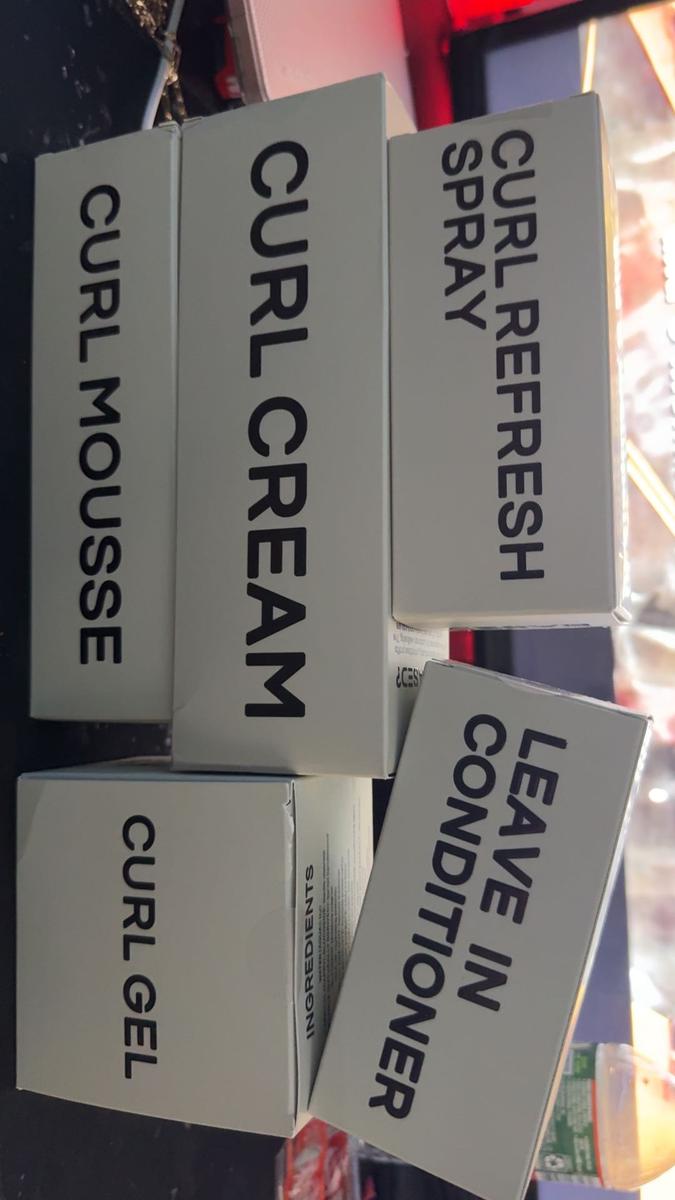 CURL REFRESH
SPRAY
CURL CREAM
CURL MOUSSE
LEAVE IN
CONDITIONER
INGREDIENTS
CURL GEL